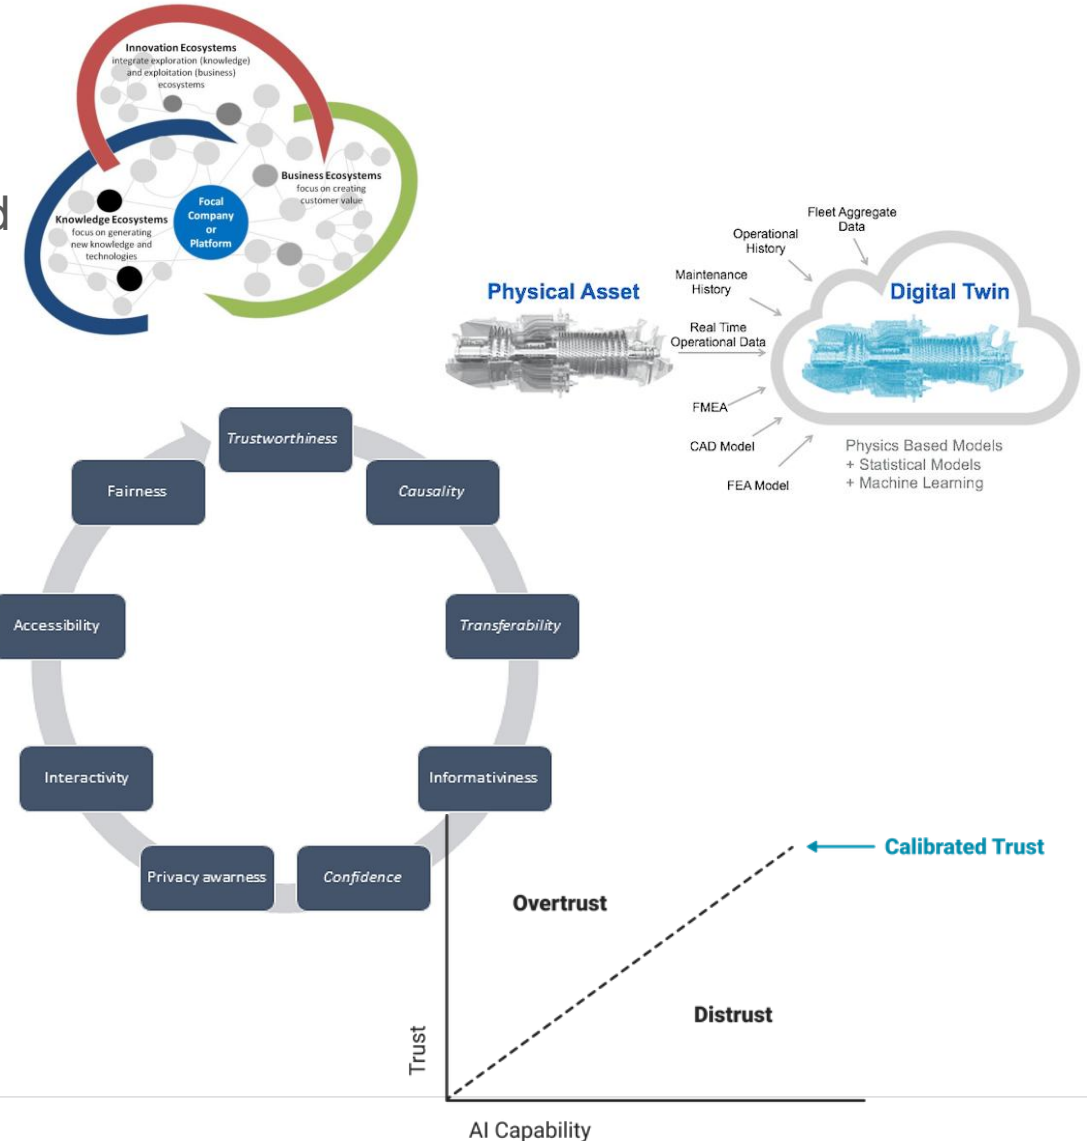 Innovation Ecosystems
integrate exploration (knowledge)
and exploitation (business)
ecosystems
Business Ecosystems
focus on creating
customer value
Knowledge Ecosystems
focus on generating
new knowledge and
technologies
Focal
Company
or
Platform
d
Fleet Aggregate
Data
Operational
History
Maintenance
History
Physical Asset
Digital Twin
Real Time
Operational Data
FMEA
CAD Model
FEA Model
Physics Based Models
+ Statistical Models
+ Machine Learning
Trustworthiness
Causality
Transferability
Informativiness
Confidence
Privacy awarness
Interactivity
Accessibility
Fairness
Calibrated Trust
Overtrust
Distrust
Trust
AI Capability